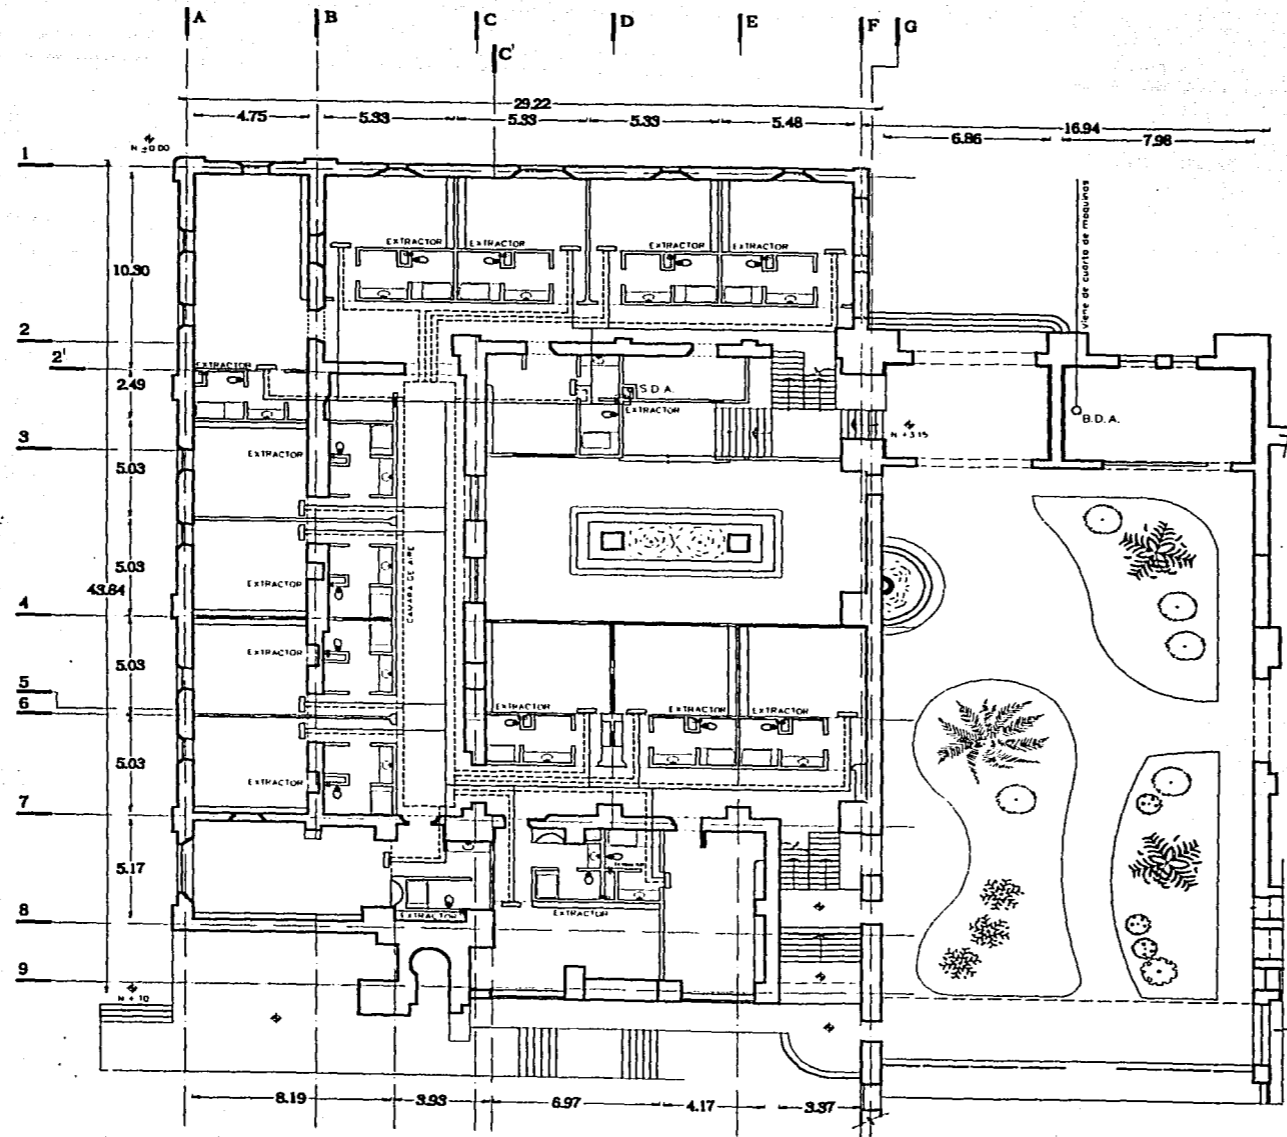 A B C D E F G
C'
29.22
4.75 5.33 5.33 5.33 5.48 16.94
6.86 7.98
N ±0.00
1
EXTRACTOR EXTRACTOR EXTRACTOR EXTRACTOR
10.30
viene de cuarto de maquinas
2
2'
EXTRACTOR
2.49
S.D.A.
EXTRACTOR
B.D.A.
N +3.15
3
EXTRACTOR
5.03
5.03
EXTRACTOR
43.84
CAMARA DE AIRE
4
EXTRACTOR
5.03
5
6
EXTRACTOR EXTRACTOR EXTRACTOR
5.03
EXTRACTOR
7
5.17
8
EXTRACTOR EXTRACTOR
9
N + 10
8.19 3.93 6.97 4.17 3.37